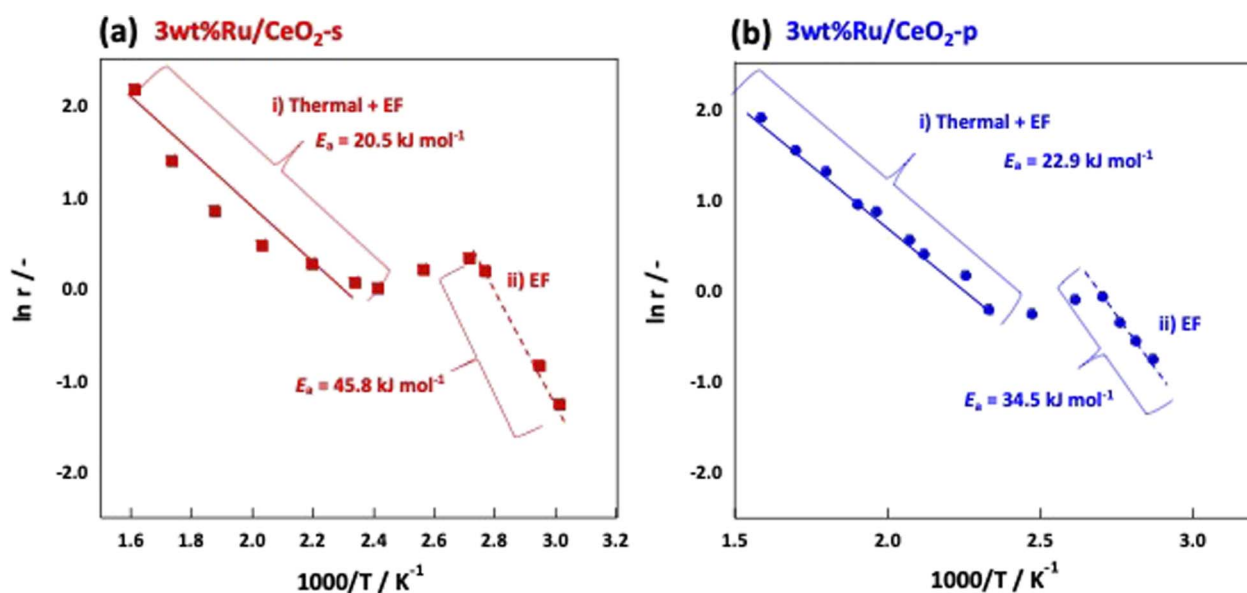 (a) 3wt%Ru/CeO₂-s
2.0
1.0
0.0
-1.0
-2.0
ln r / -
i) Thermal + EF
Eₐ = 20.5 kJ mol⁻¹
ii) EF
Eₐ = 45.8 kJ mol⁻¹
1.6 1.8 2.0 2.2 2.4 2.6 2.8 3.0 3.2
1000/T / K⁻¹
(b) 3wt%Ru/CeO₂-p
2.0
1.0
0.0
-1.0
-2.0
ln r / -
i) Thermal + EF
Eₐ = 22.9 kJ mol⁻¹
ii) EF
Eₐ = 34.5 kJ mol⁻¹
1.5 2.0 2.5 3.0
1000/T / K⁻¹